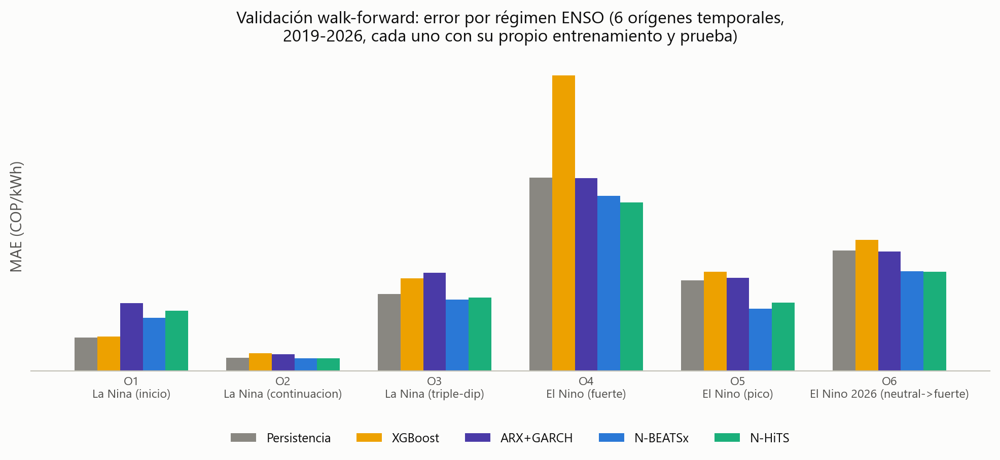 Validación walk-forward: error por régimen ENSO (6 orígenes temporales,
2019-2026, cada uno con su propio entrenamiento y prueba)
MAE (COP/kWh)
O1
La Nina (inicio)
O2
La Nina (continuacion)
O3
La Nina (triple-dip)
O4
El Nino (fuerte)
O5
El Nino (pico)
O6
El Nino 2026 (neutral->fuerte)
Persistencia
XGBoost
ARX+GARCH
N-BEATSx
N-HiTS